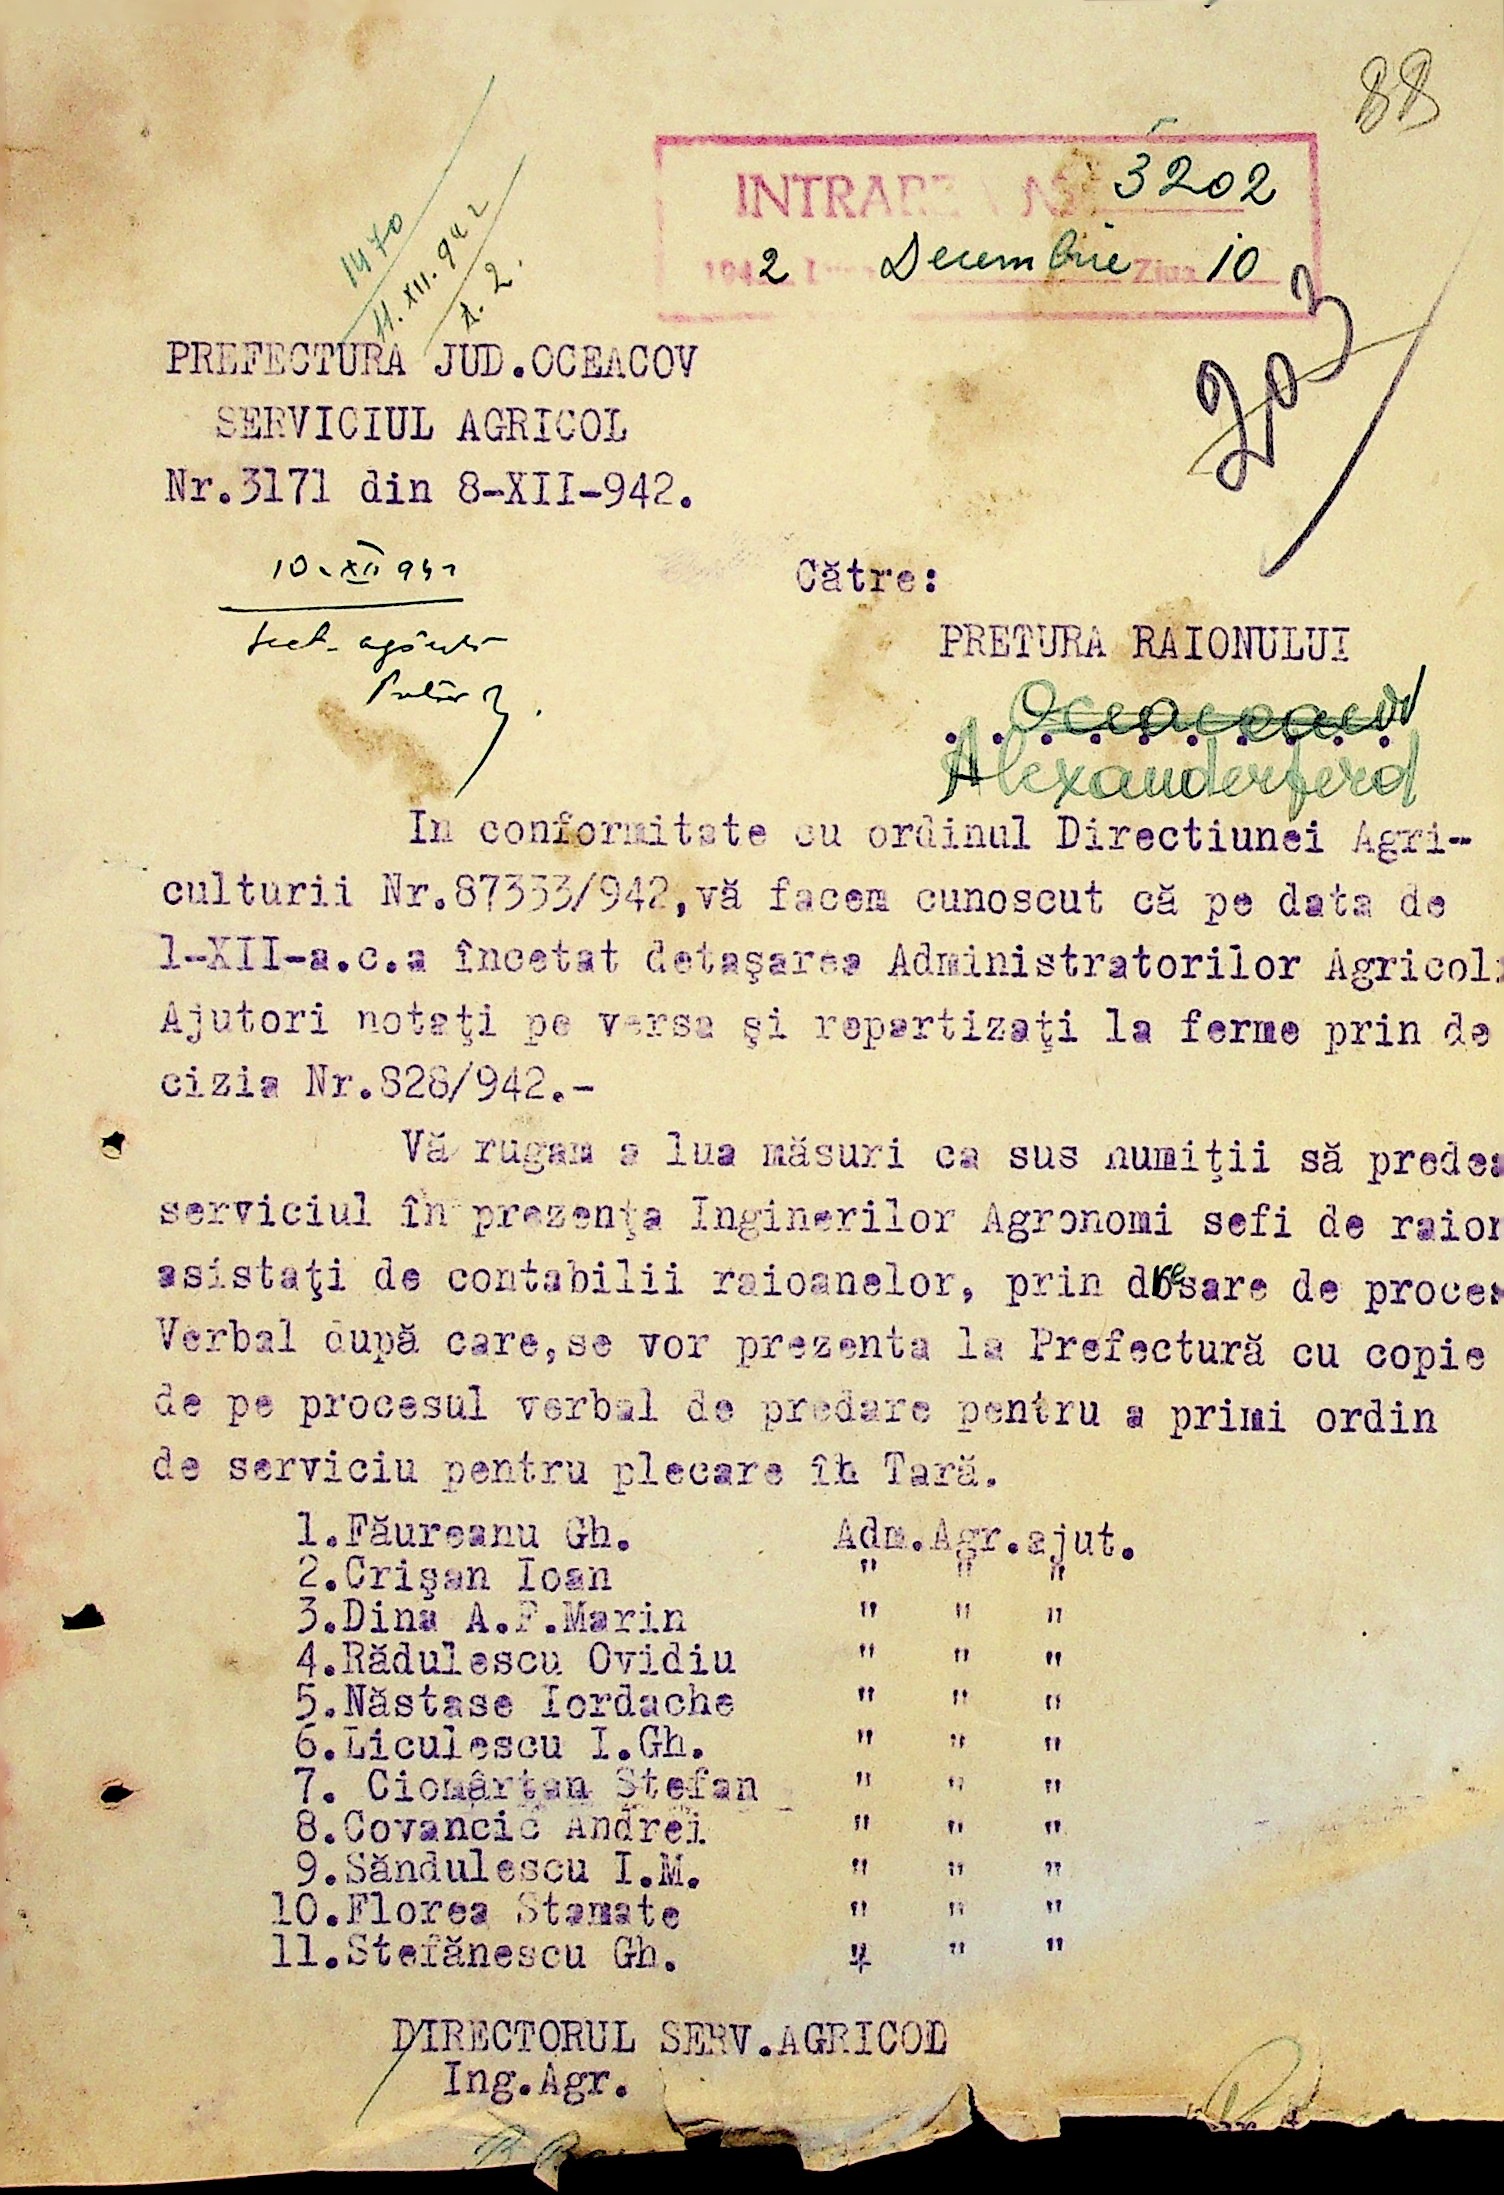 88
INTRARE Nr. 3202
1942 Decembrie Ziua 10
1470
11.XII.942
203
PREFECTURA JUD.OCEACOV
SERVICIUL AGRICOL
Nr.3171 din 8-XII-942.
10.XII 942
Către:
PRETURA RAIONULUI
Alexanderferd
In conformitate cu ordinul Directiunei Agri-
culturii Nr.87353/942,vă facem cunoscut că pe data de
1-XII-a.c.a încetat detaşarea Administratorilor Agricoli
Ajutori notaţi pe versa şi repartizaţi la ferme prin de
cizia Nr.828/942.-
Vă rugam a lua măsuri ca sus numiţii să predea
serviciul în prezenţa Inginerilor Agronomi sefi de raion
asistaţi de contabilii raioanelor, prin dresare de proces
Verbal după care,se vor prezenta la Prefectură cu copie
de pe procesul verbal de predare pentru a primi ordin
de serviciu pentru plecare în Tară.
1.Făureanu Gh. Adm.Agr.ajut.
2.Crişan Ioan " " "
3.Dina A.F.Marin " " "
4.Rădulescu Ovidiu " " "
5.Năstase Iordache " " "
6.Liculescu I.Gh. " " "
7. Ciomârtan Stefan " " "
8.Covancic Andrei " " "
9.Săndulescu I.M. " " "
10.Florea Stamate " " "
11.Stefănescu Gh. " " "
DIRECTORUL SERV.AGRICOL
Ing.Agr.